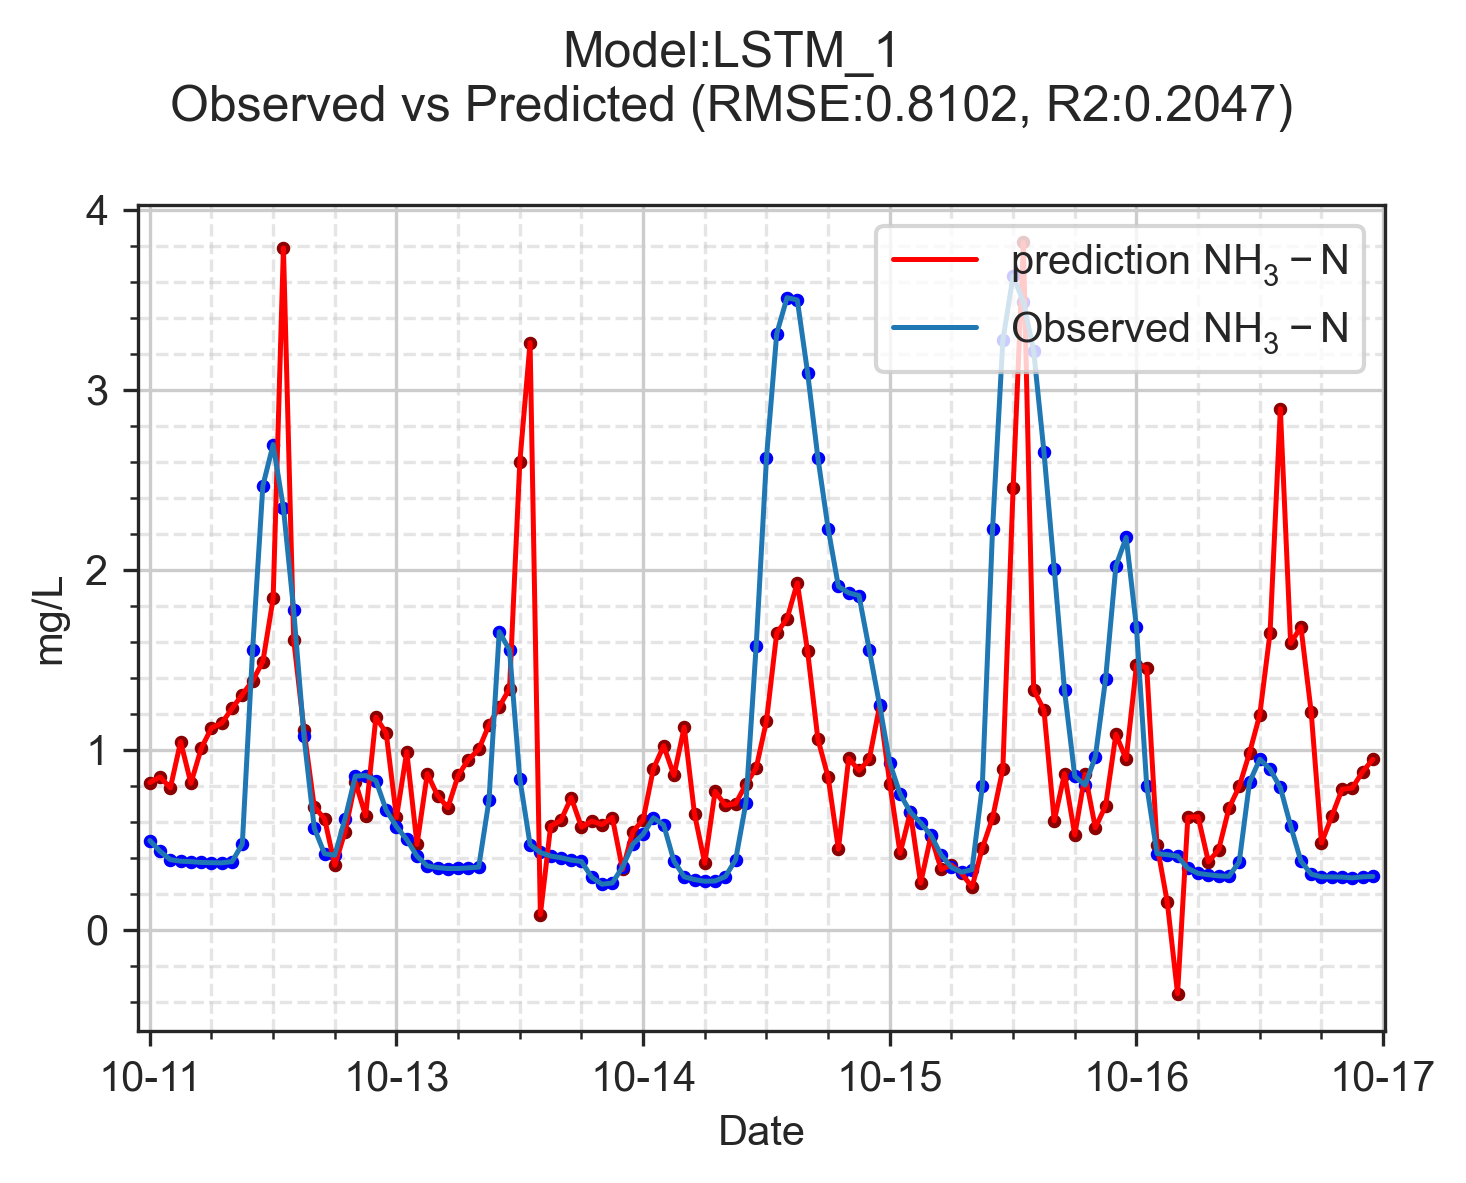 Model:LSTM_1
Observed vs Predicted (RMSE:0.8102, R2:0.2047)
4
3
2
1
0
mg/L
prediction NH₃ − N
Observed NH₃ − N
10-11 10-13 10-14 10-15 10-16 10-17
Date